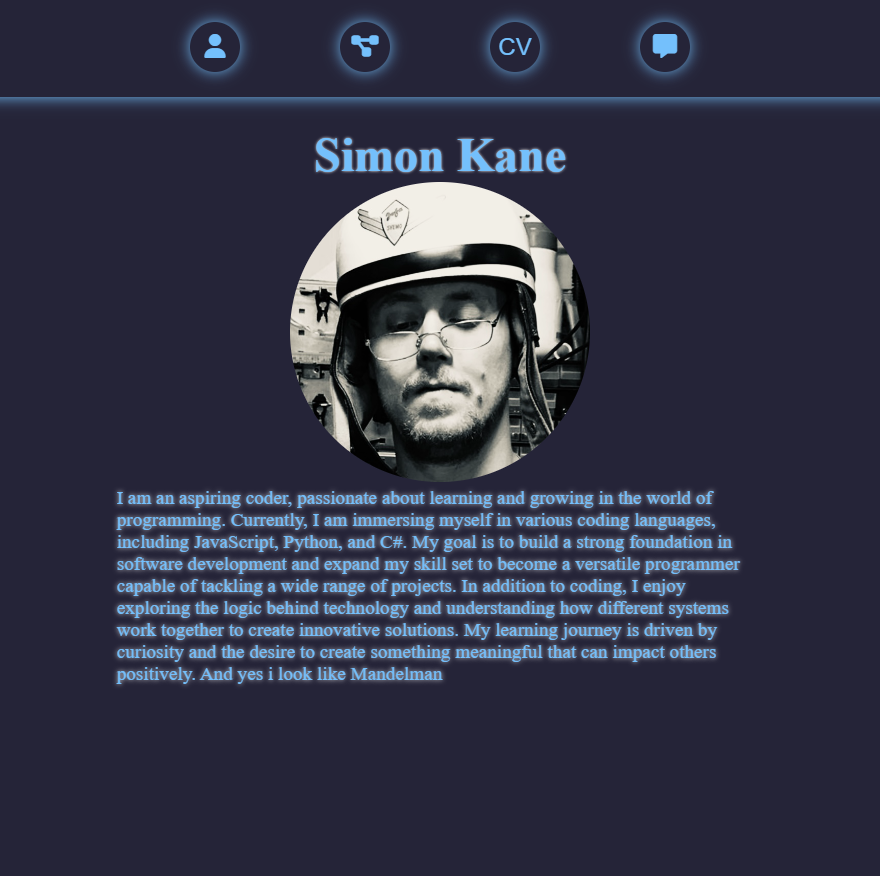 CV
Simon Kane
I am an aspiring coder, passionate about learning and growing in the world of
programming. Currently, I am immersing myself in various coding languages,
including JavaScript, Python, and C#. My goal is to build a strong foundation in
software development and expand my skill set to become a versatile programmer
capable of tackling a wide range of projects. In addition to coding, I enjoy
exploring the logic behind technology and understanding how different systems
work together to create innovative solutions. My learning journey is driven by
curiosity and the desire to create something meaningful that can impact others
positively. And yes i look like Mandelman